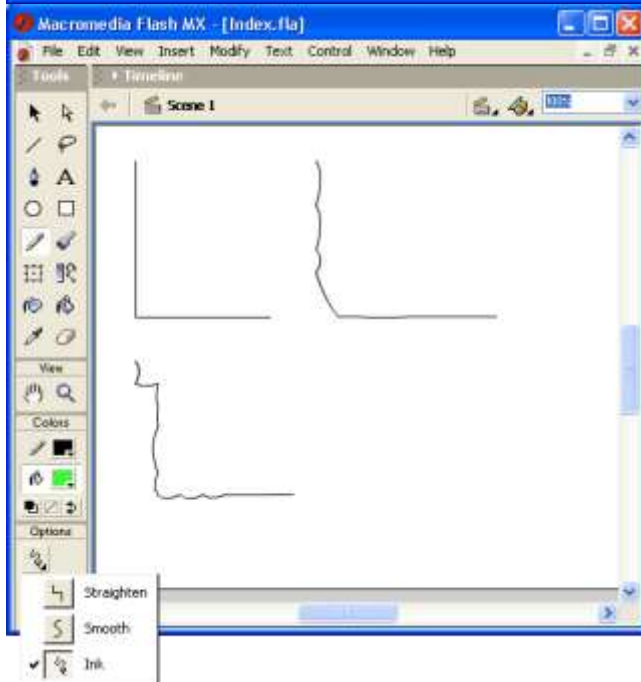 Macromedia Flash MX - [Index.fla]
File Edit View Insert Modify Text Control Window Help
Tools Timeline
Scene 1 100%
A
View
Colors
Options
Straighten
Smooth
Ink